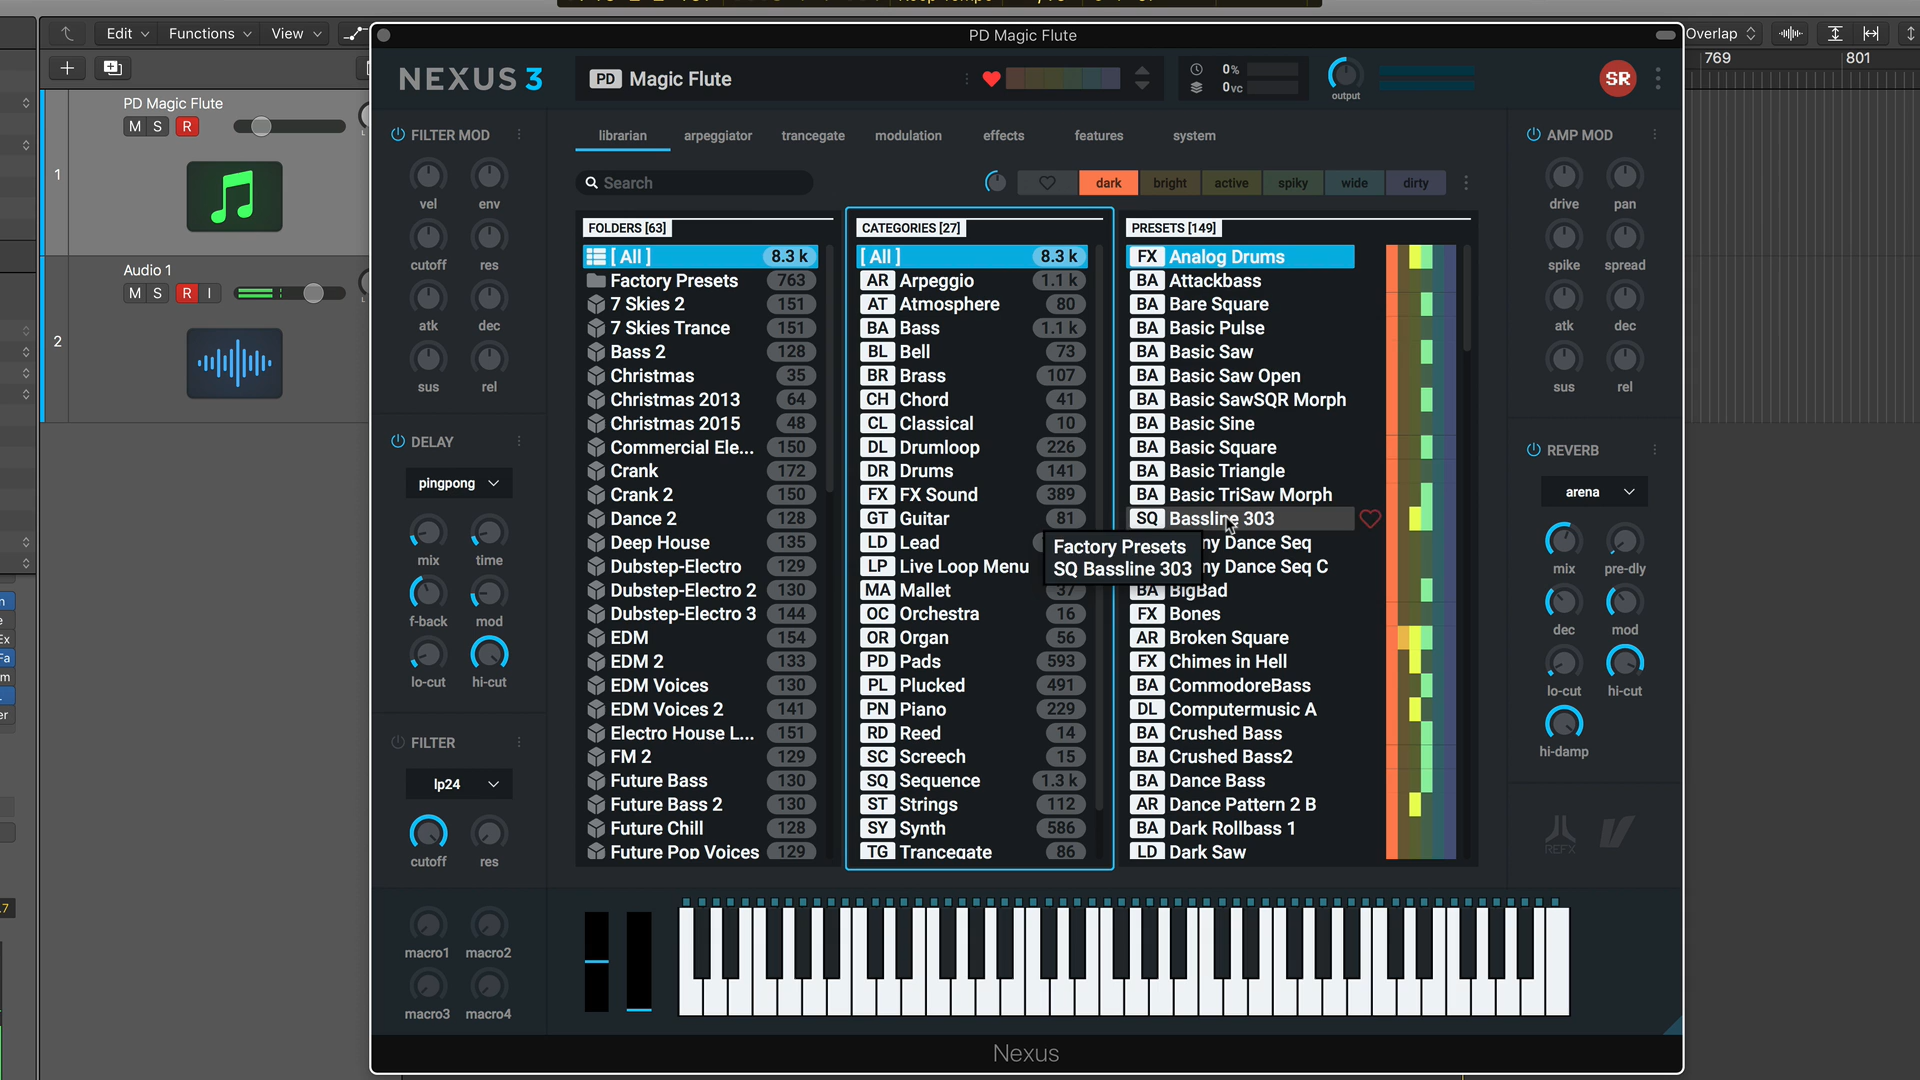 Edit
Functions
View
PD Magic Flute
Overlap
769
801
PD Magic Flute
M S R
1
Audio 1
M S R I
2
NEXUS 3
PD Magic Flute
0%
0vc
output
SR
librarian
arpeggiator
trancegate
modulation
effects
features
system
Search
dark
bright
active
spiky
wide
dirty
FILTER MOD
vel
env
cutoff
res
atk
dec
sus
rel
DELAY
pingpong
mix
time
f-back
mod
lo-cut
hi-cut
FILTER
lp24
cutoff
res
macro1
macro2
macro3
macro4
FOLDERS [63]
[ All ] 8.3 k
Factory Presets 763
7 Skies 2 151
7 Skies Trance 151
Bass 2 128
Christmas 35
Christmas 2013 64
Christmas 2015 48
Commercial Ele... 150
Crank 172
Crank 2 150
Dance 2 128
Deep House 135
Dubstep-Electro 129
Dubstep-Electro 2 130
Dubstep-Electro 3 144
EDM 154
EDM 2 133
EDM Voices 130
EDM Voices 2 141
Electro House L... 151
FM 2 129
Future Bass 130
Future Bass 2 130
Future Chill 128
Future Pop Voices 129
CATEGORIES [27]
[ All ] 8.3 k
AR Arpeggio 1.1 k
AT Atmosphere 80
BA Bass 1.1 k
BL Bell 73
BR Brass 107
CH Chord 41
CL Classical 10
DL Drumloop 226
DR Drums 141
FX FX Sound 389
GT Guitar 81
LD Lead
LP Live Loop Menu
MA Mallet 37
OC Orchestra 16
OR Organ 56
PD Pads 593
PL Plucked 491
PN Piano 229
RD Reed 14
SC Screech 15
SQ Sequence 1.3 k
ST Strings 112
SY Synth 586
TG Trancegate 86
PRESETS [149]
FX Analog Drums
BA Attackbass
BA Bare Square
BA Basic Pulse
BA Basic Saw
BA Basic Saw Open
BA Basic SawSQR Morph
BA Basic Sine
BA Basic Square
BA Basic Triangle
BA Basic TriSaw Morph
SQ Bassline 303
ny Dance Seq
ny Dance Seq C
BA BigBad
FX Bones
AR Broken Square
FX Chimes in Hell
BA CommodoreBass
DL Computermusic A
BA Crushed Bass
BA Crushed Bass2
BA Dance Bass
AR Dance Pattern 2 B
BA Dark Rollbass 1
LD Dark Saw
Factory Presets
SQ Bassline 303
AMP MOD
drive
pan
spike
spread
atk
dec
sus
rel
REVERB
arena
mix
pre-dly
dec
mod
lo-cut
hi-cut
hi-damp
REFX
Nexus